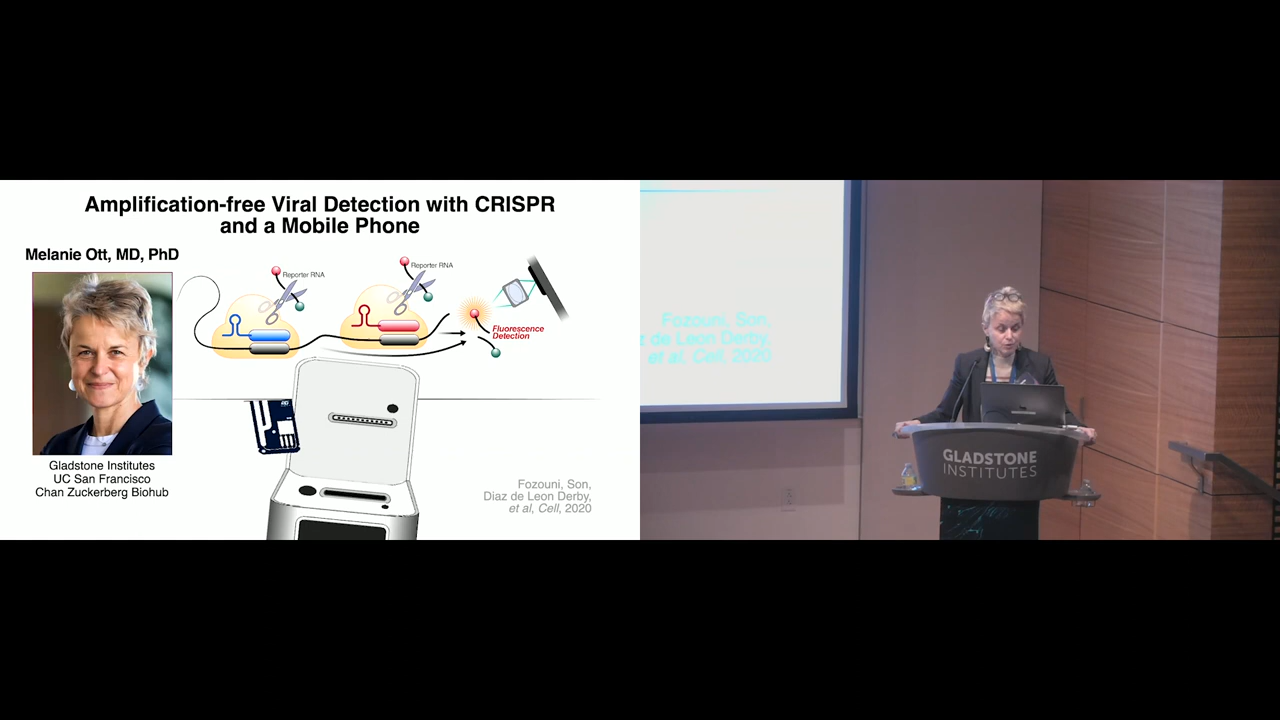 Amplification-free Viral Detection with CRISPR
and a Mobile Phone
Melanie Ott, MD, PhD
Reporter RNA
Reporter RNA
Fluorescence
Detection
Gladstone Institutes
UC San Francisco
Chan Zuckerberg Biohub
Fozouni, Son,
Diaz de Leon Derby,
et al, Cell, 2020
Fozouni, Son,
z de Leon Derby,
et al, Cell, 2020
GLADSTONE
INSTITUTES